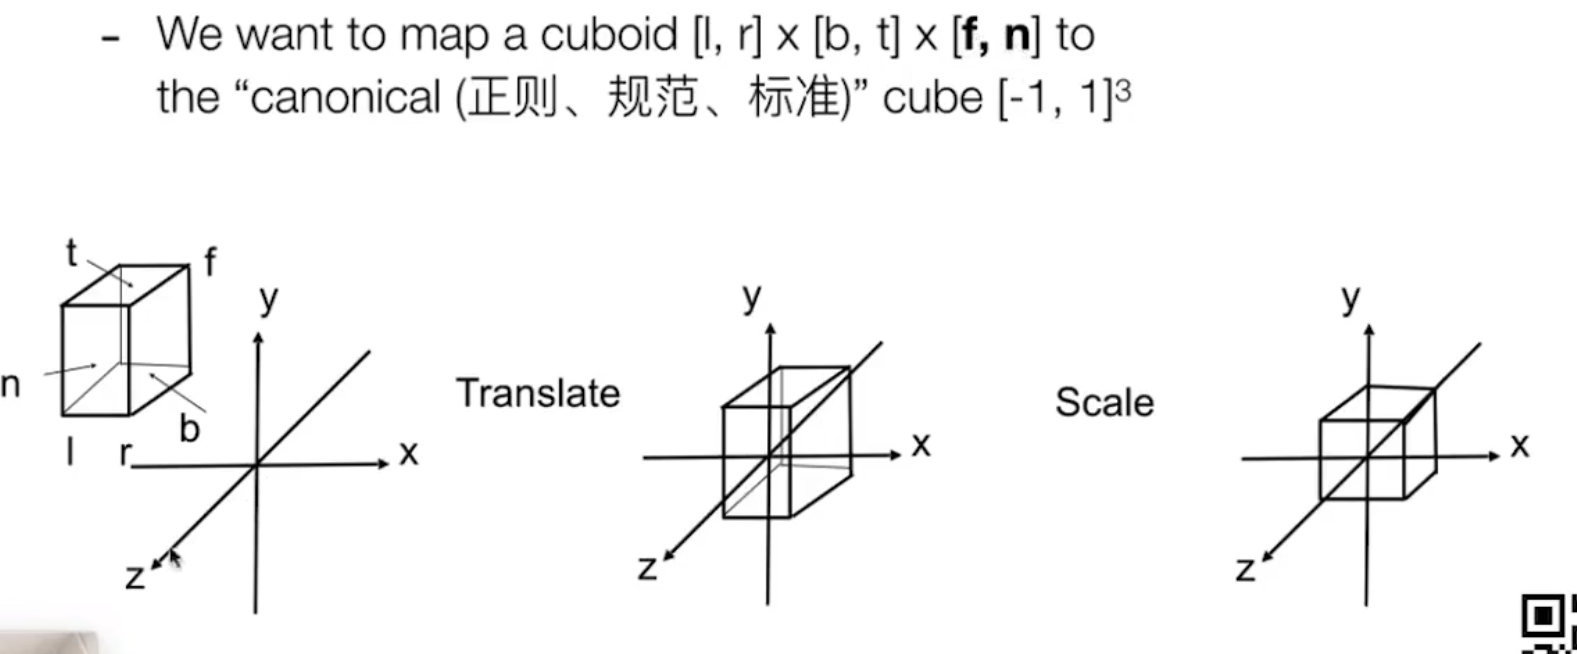 - We want to map a cuboid [l, r] x [b, t] x [f, n] to
the “canonical (正则、规范、标准)” cube [-1, 1]³
t
f
y
n
b
l
r
x
z
Translate
y
x
z
Scale
y
x
z